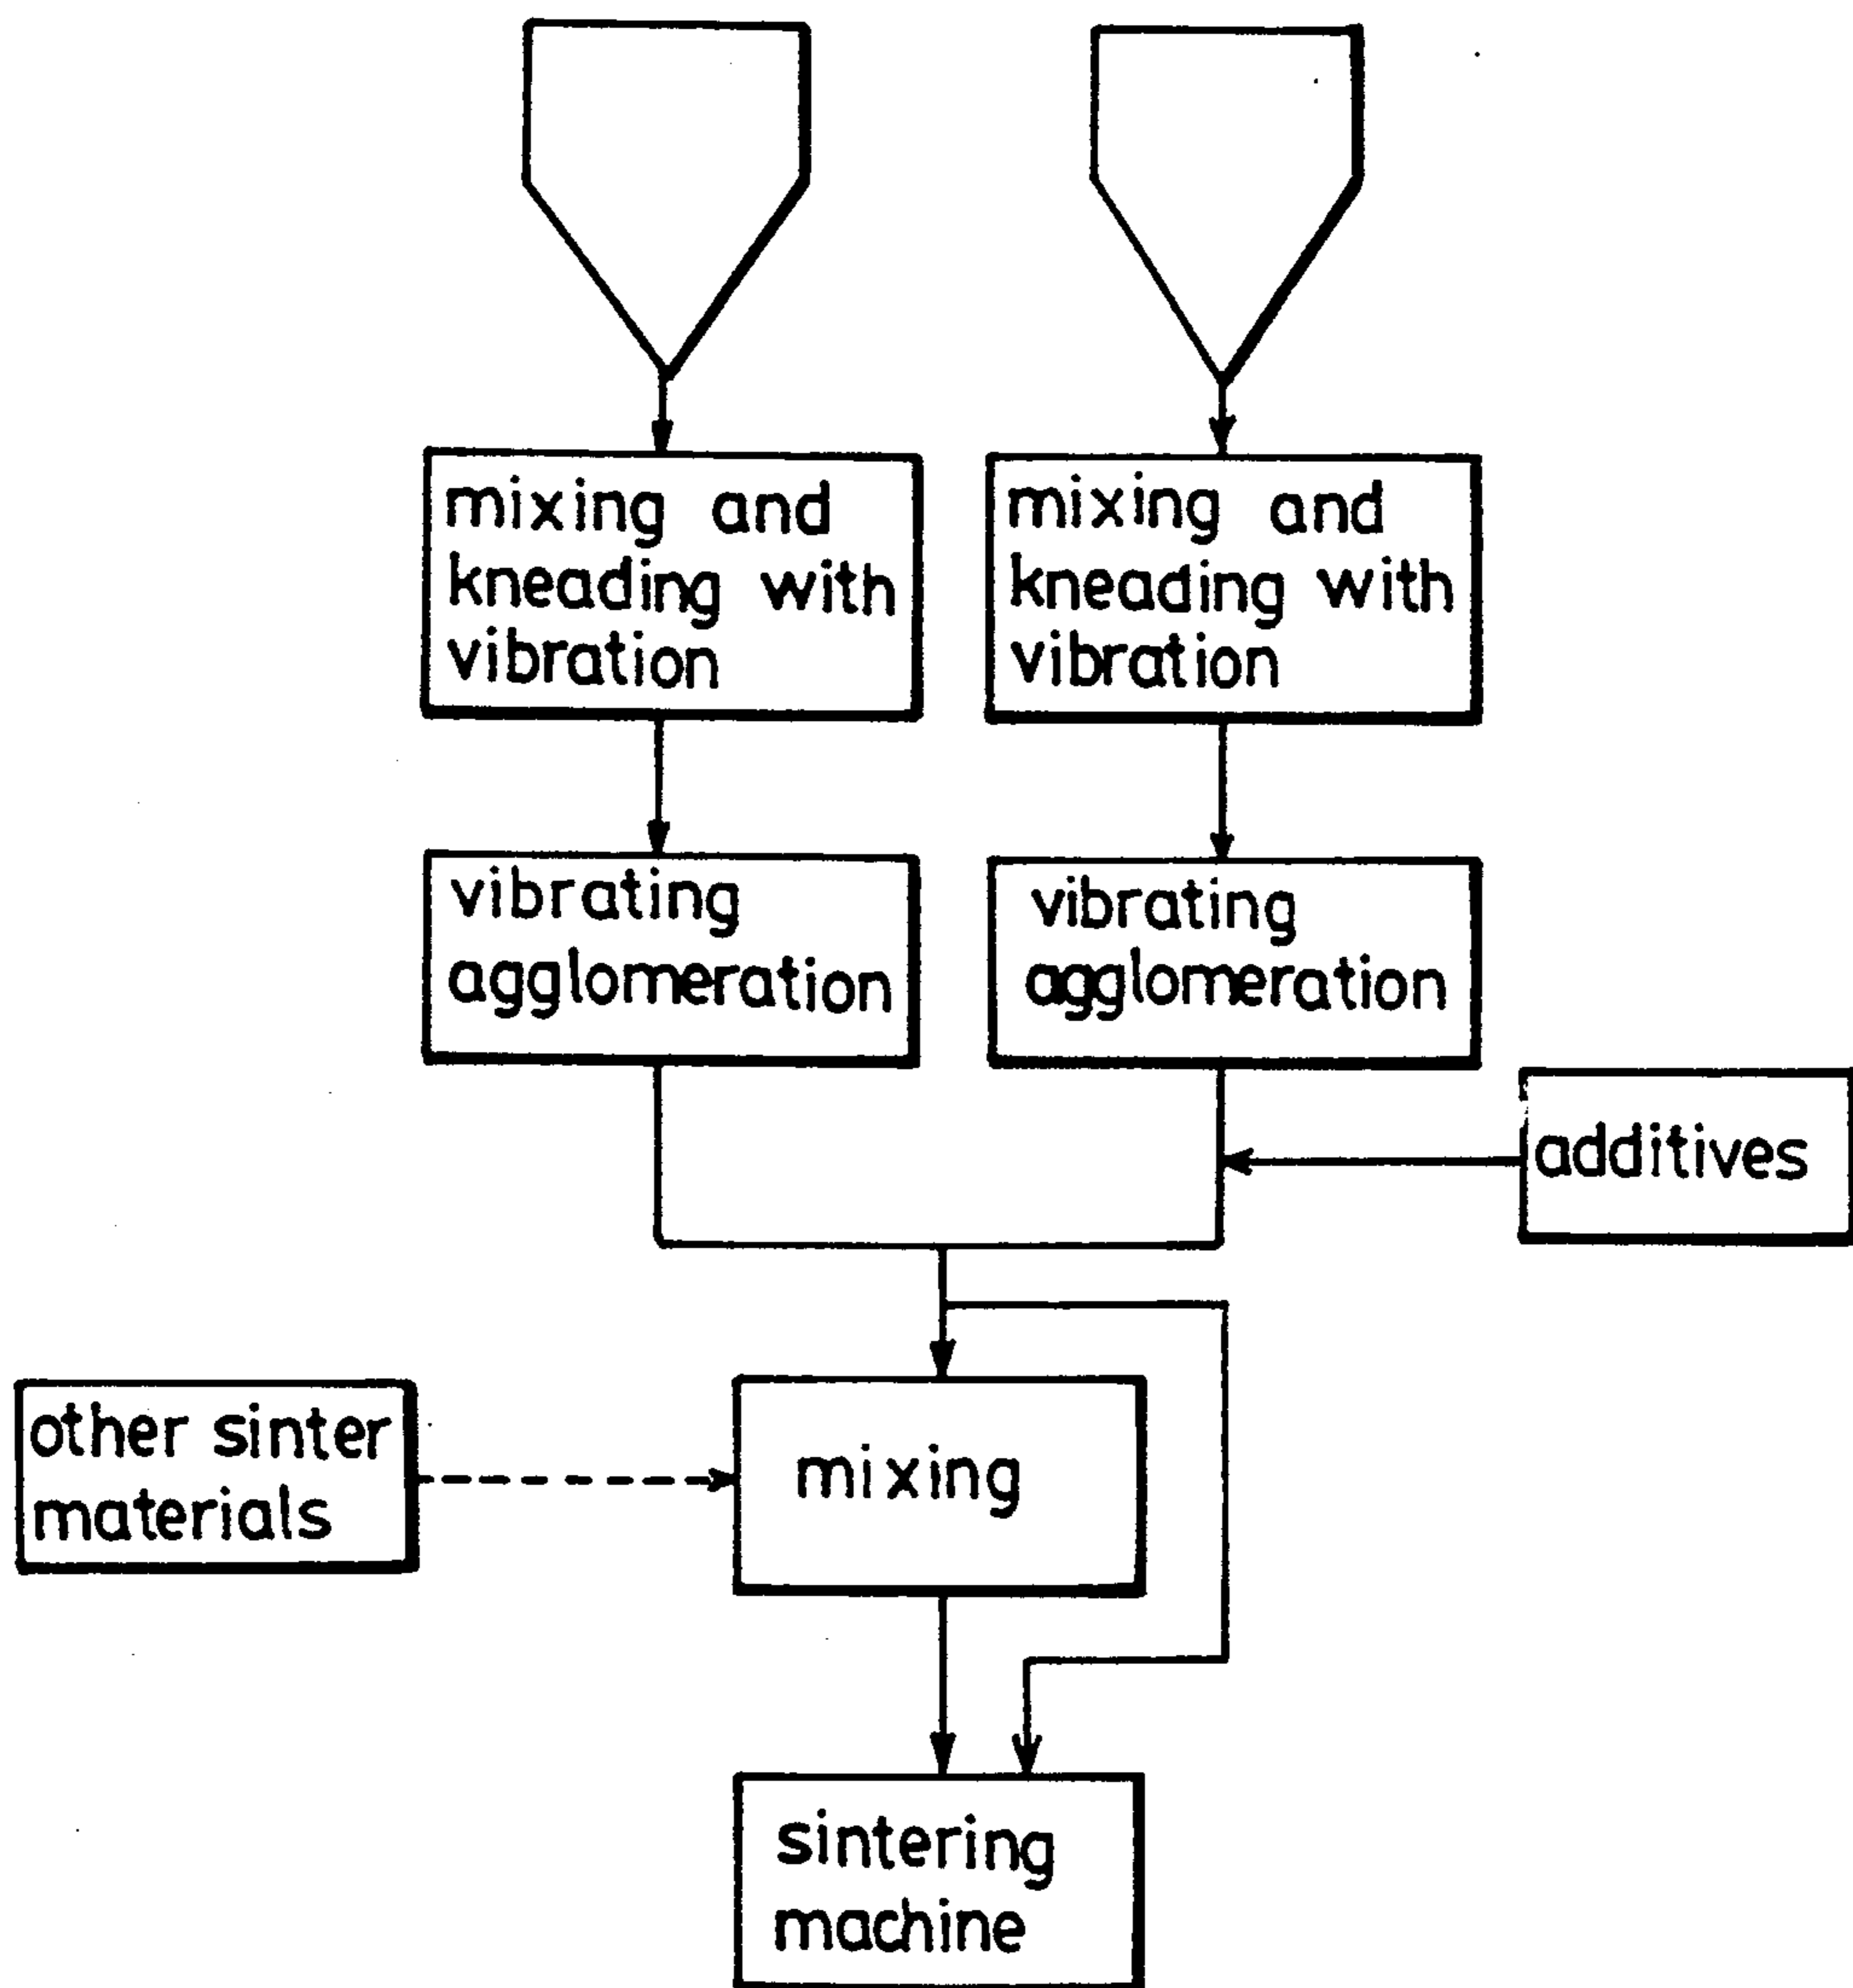 mixing and
kneading with
vibration
mixing and
kneading with
vibration
vibrating
agglomeration
vibrating
agglomeration
additives
other sinter
materials
mixing
sintering
machine